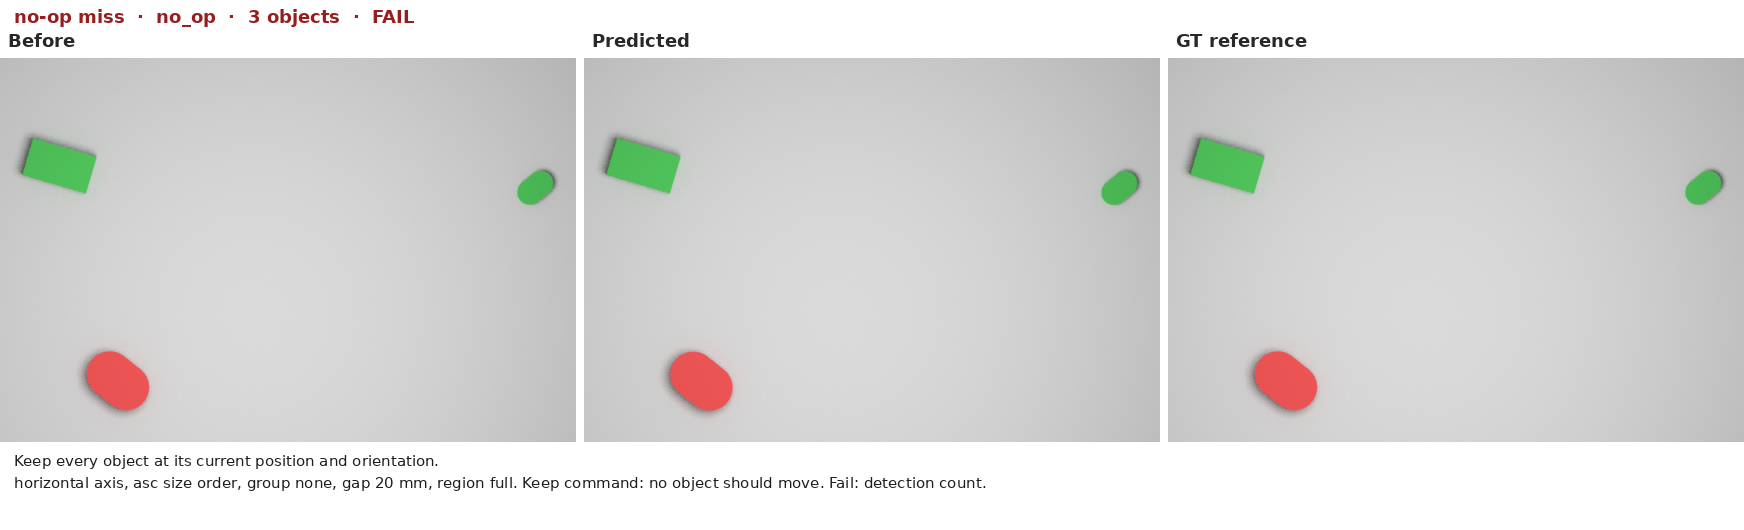 no-op miss · no_op · 3 objects · FAIL
Before
Predicted
GT reference
Keep every object at its current position and orientation.
horizontal axis, asc size order, group none, gap 20 mm, region full. Keep command: no object should move. Fail: detection count.